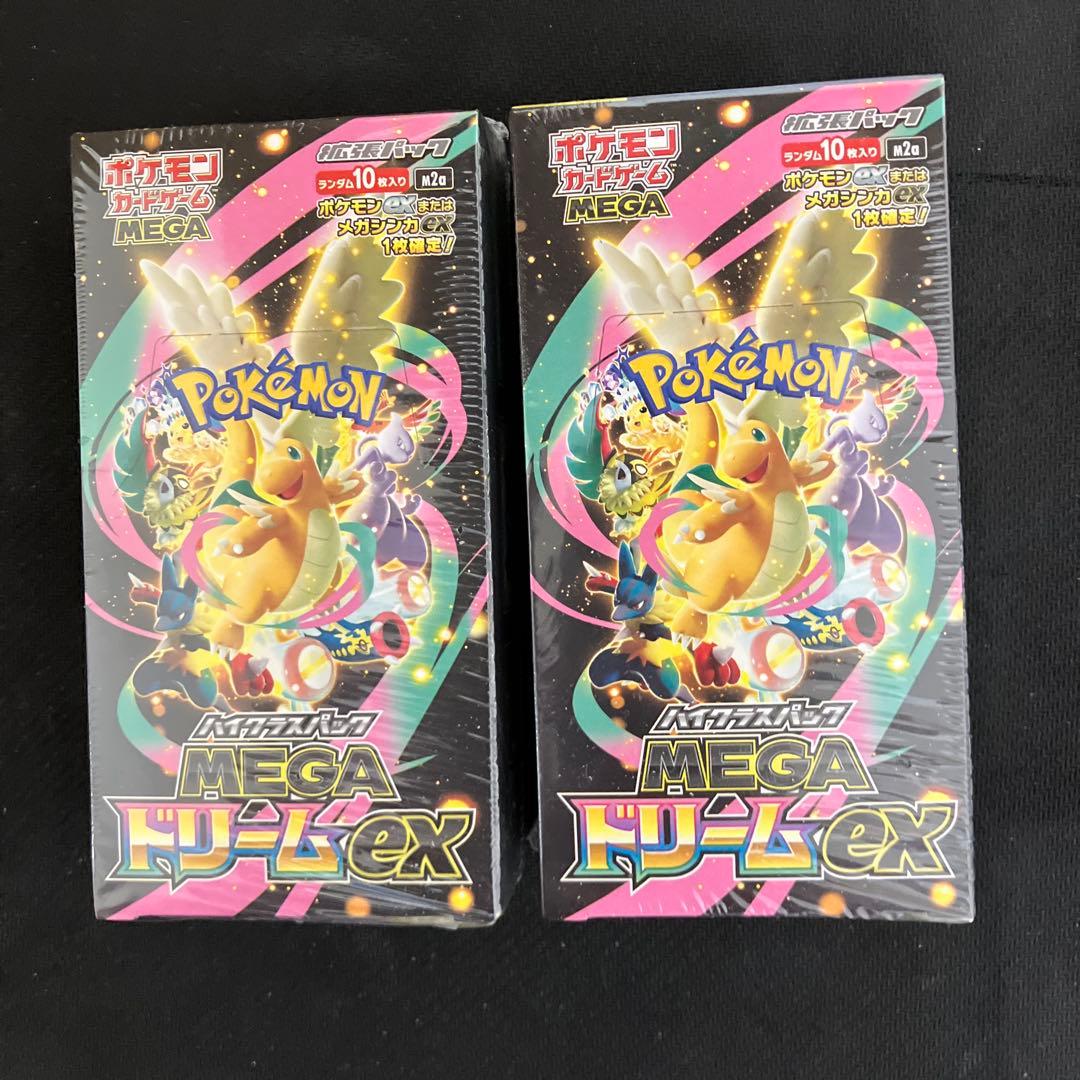 ポケモン
カードゲーム
MEGA
拡張パック
ランダム10枚入り M2a
ポケモンexまたは
メガシンカex
1枚確定!
POKéMON
ハイクラスパック
MEGA
ドリームex
ポケモン
カードゲーム
MEGA
拡張パック
ランダム10枚入り M2a
ポケモンexまたは
メガシンカex
1枚確定!
POKéMON
ハイクラスパック
MEGA
ドリームex